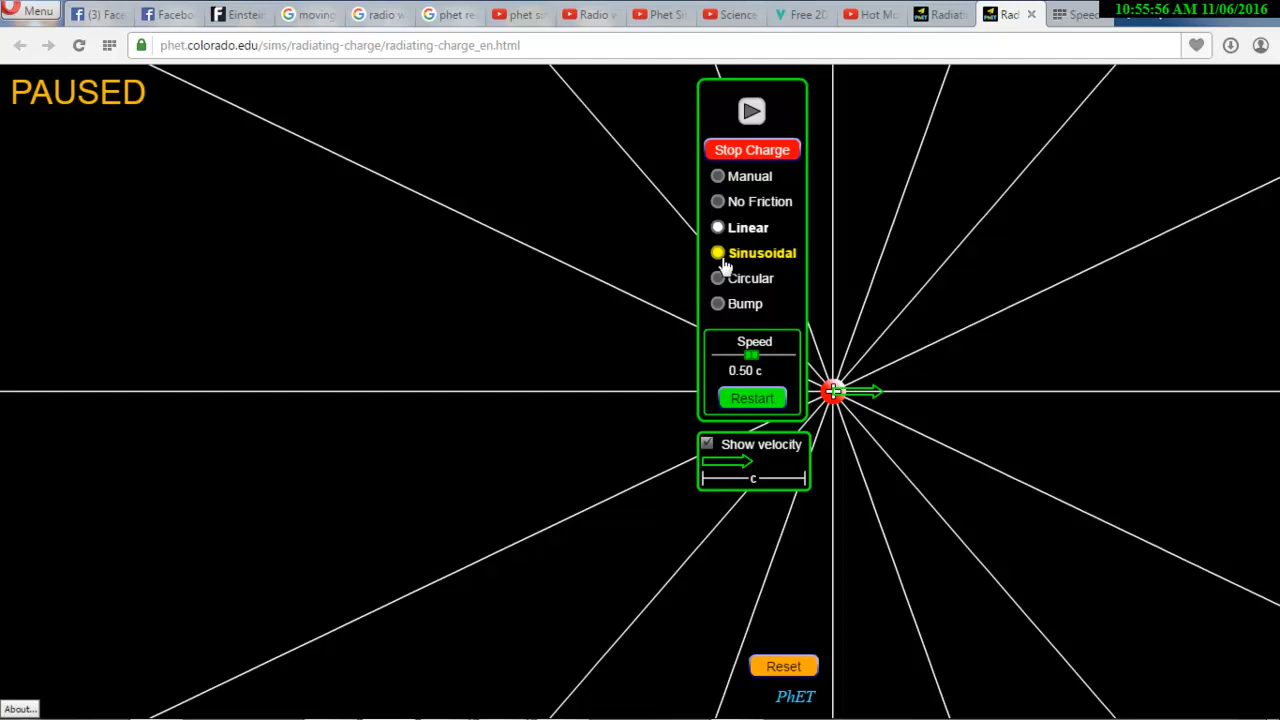 Menu
(3) Face
Facebo
Einstei
moving
radio w
phet re
phet si
Radio v
Phet Si
Science
Free 2D
Hot Mo
Radiati
Rad
Speed
10:55:56 AM 11/06/2016
phet.colorado.edu/sims/radiating-charge/radiating-charge_en.html
PAUSED
Stop Charge
Manual
No Friction
Linear
Sinusoidal
Circular
Bump
Speed
0.50 c
Restart
Show velocity
c
+
Reset
PhET
About...